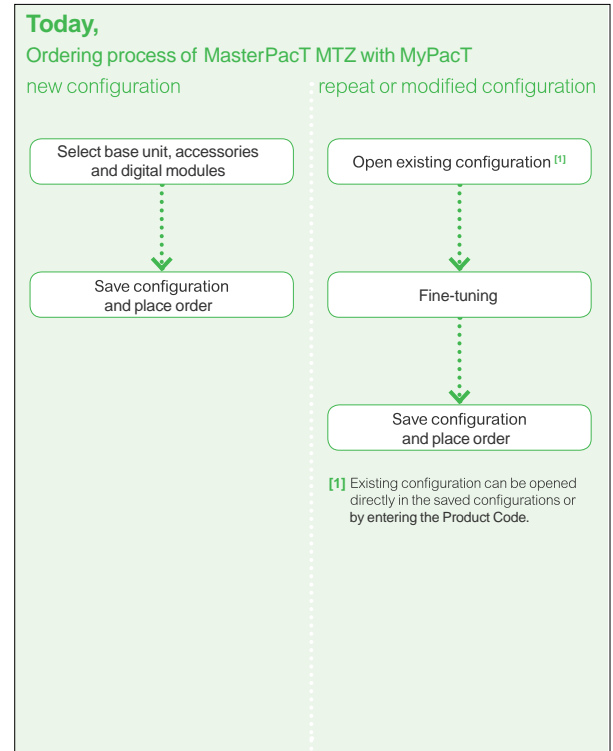 Today,
Ordering process of MasterPacT MTZ with MyPacT
new configuration
Select base unit, accessories
and digital modules
Save configuration
and place order
repeat or modified configuration
Open existing configuration [1]
Fine-tuning
Save configuration
and place order
[1] Existing configuration can be opened
directly in the saved configurations or
by entering the Product Code.